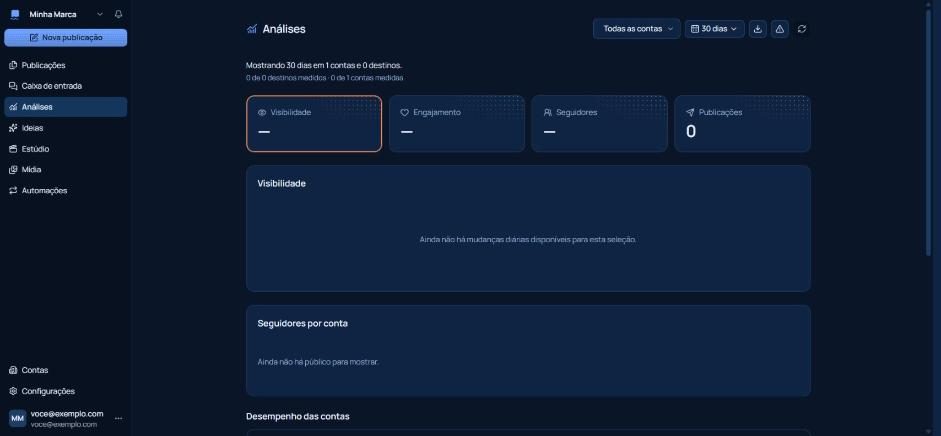 Minha Marca
Nova publicação
Publicações
Caixa de entrada
Análises
Ideias
Estúdio
Mídia
Automações
Contas
Configurações
MM
voce@exemplo.com
voce@exemplo.com
Análises
Todas as contas
30 dias
Mostrando 30 dias em 1 contas e 0 destinos.
0 de 0 destinos medidos · 0 de 1 contas medidas
Visibilidade
—
Engajamento
—
Seguidores
—
Publicações
0
Visibilidade
Ainda não há mudanças diárias disponíveis para esta seleção.
Seguidores por conta
Ainda não há público para mostrar.
Desempenho das contas